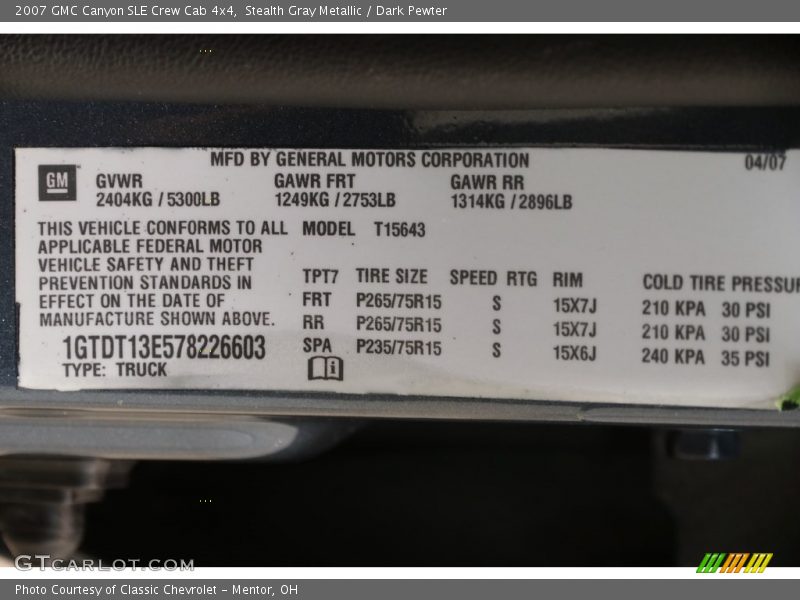 2007 GMC Canyon SLE Crew Cab 4x4, Stealth Gray Metallic / Dark Pewter
MFD BY GENERAL MOTORS CORPORATION 04/07
GM
GVWR GAWR FRT GAWR RR
2404KG / 5300LB 1249KG / 2753LB 1314KG / 2896LB
THIS VEHICLE CONFORMS TO ALL MODEL T15643
APPLICABLE FEDERAL MOTOR
VEHICLE SAFETY AND THEFT
PREVENTION STANDARDS IN
EFFECT ON THE DATE OF
MANUFACTURE SHOWN ABOVE.
1GTDT13E578226603
TYPE: TRUCK
TPT7 TIRE SIZE SPEED RTG RIM COLD TIRE PRESSUR
FRT P265/75R15 S 15X7J 210 KPA 30 PSI
RR P265/75R15 S 15X7J 210 KPA 30 PSI
SPA P235/75R15 S 15X6J 240 KPA 35 PSI
GTCARLOT.COM
Photo Courtesy of Classic Chevrolet - Mentor, OH